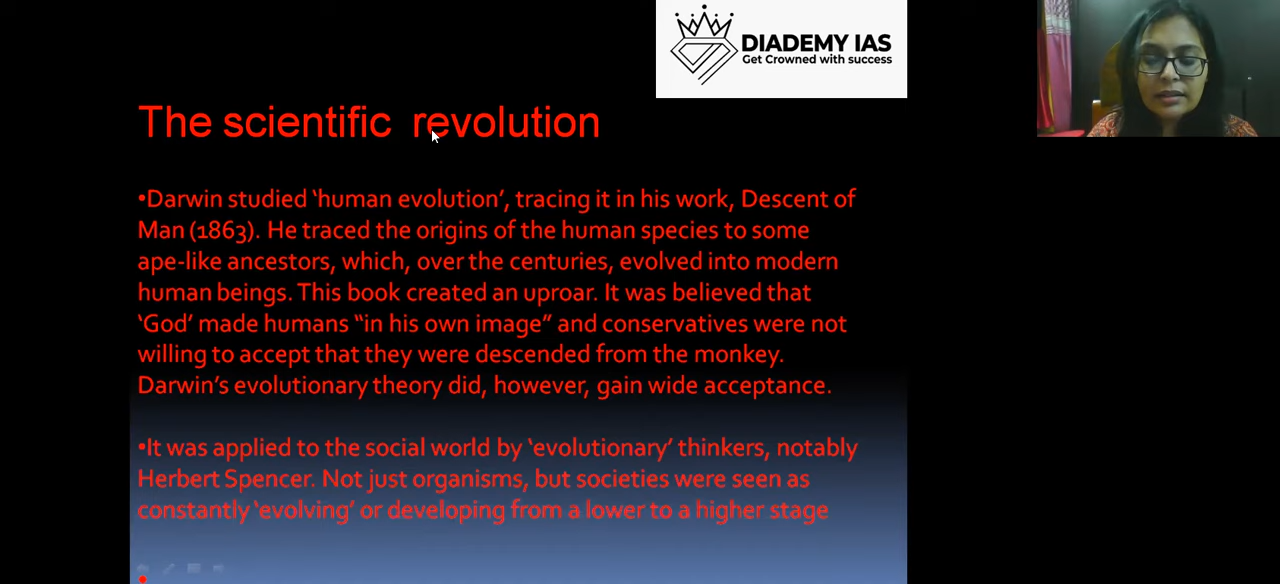 DIADEMY IAS
Get Crowned with success
The scientific revolution
•Darwin studied ‘human evolution’, tracing it in his work, Descent of
Man (1863). He traced the origins of the human species to some
ape-like ancestors, which, over the centuries, evolved into modern
human beings. This book created an uproar. It was believed that
‘God’ made humans “in his own image” and conservatives were not
willing to accept that they were descended from the monkey.
Darwin’s evolutionary theory did, however, gain wide acceptance.
•It was applied to the social world by ‘evolutionary’ thinkers, notably
Herbert Spencer. Not just organisms, but societies were seen as
constantly ‘evolving’ or developing from a lower to a higher stage